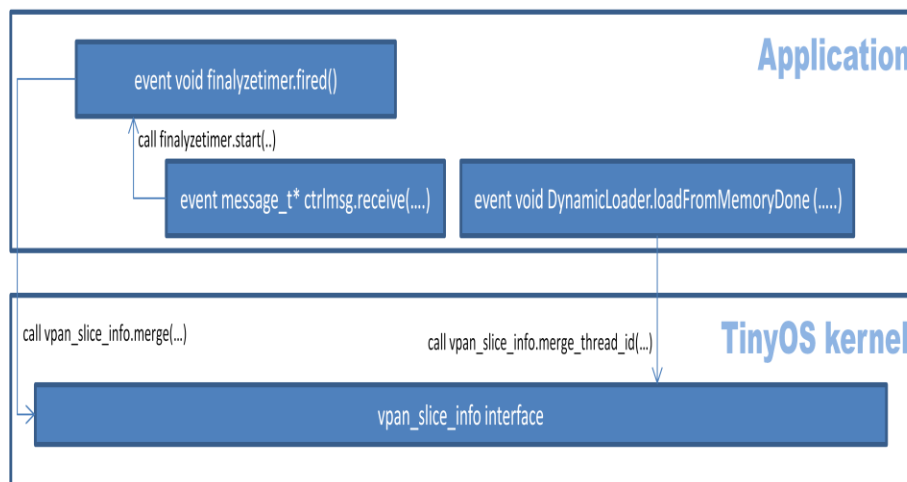 Application
event void finalyzetimer.fired()
call finalyzetimer.start(..)
event message_t* ctrlmsg.receive(....)
event void DynamicLoader.loadFromMemoryDone (.....)
call vpan_slice_info.merge(...)
call vpan_slice_info.merge_thread_id(...)
TinyOS kernel
vpan_slice_info interface